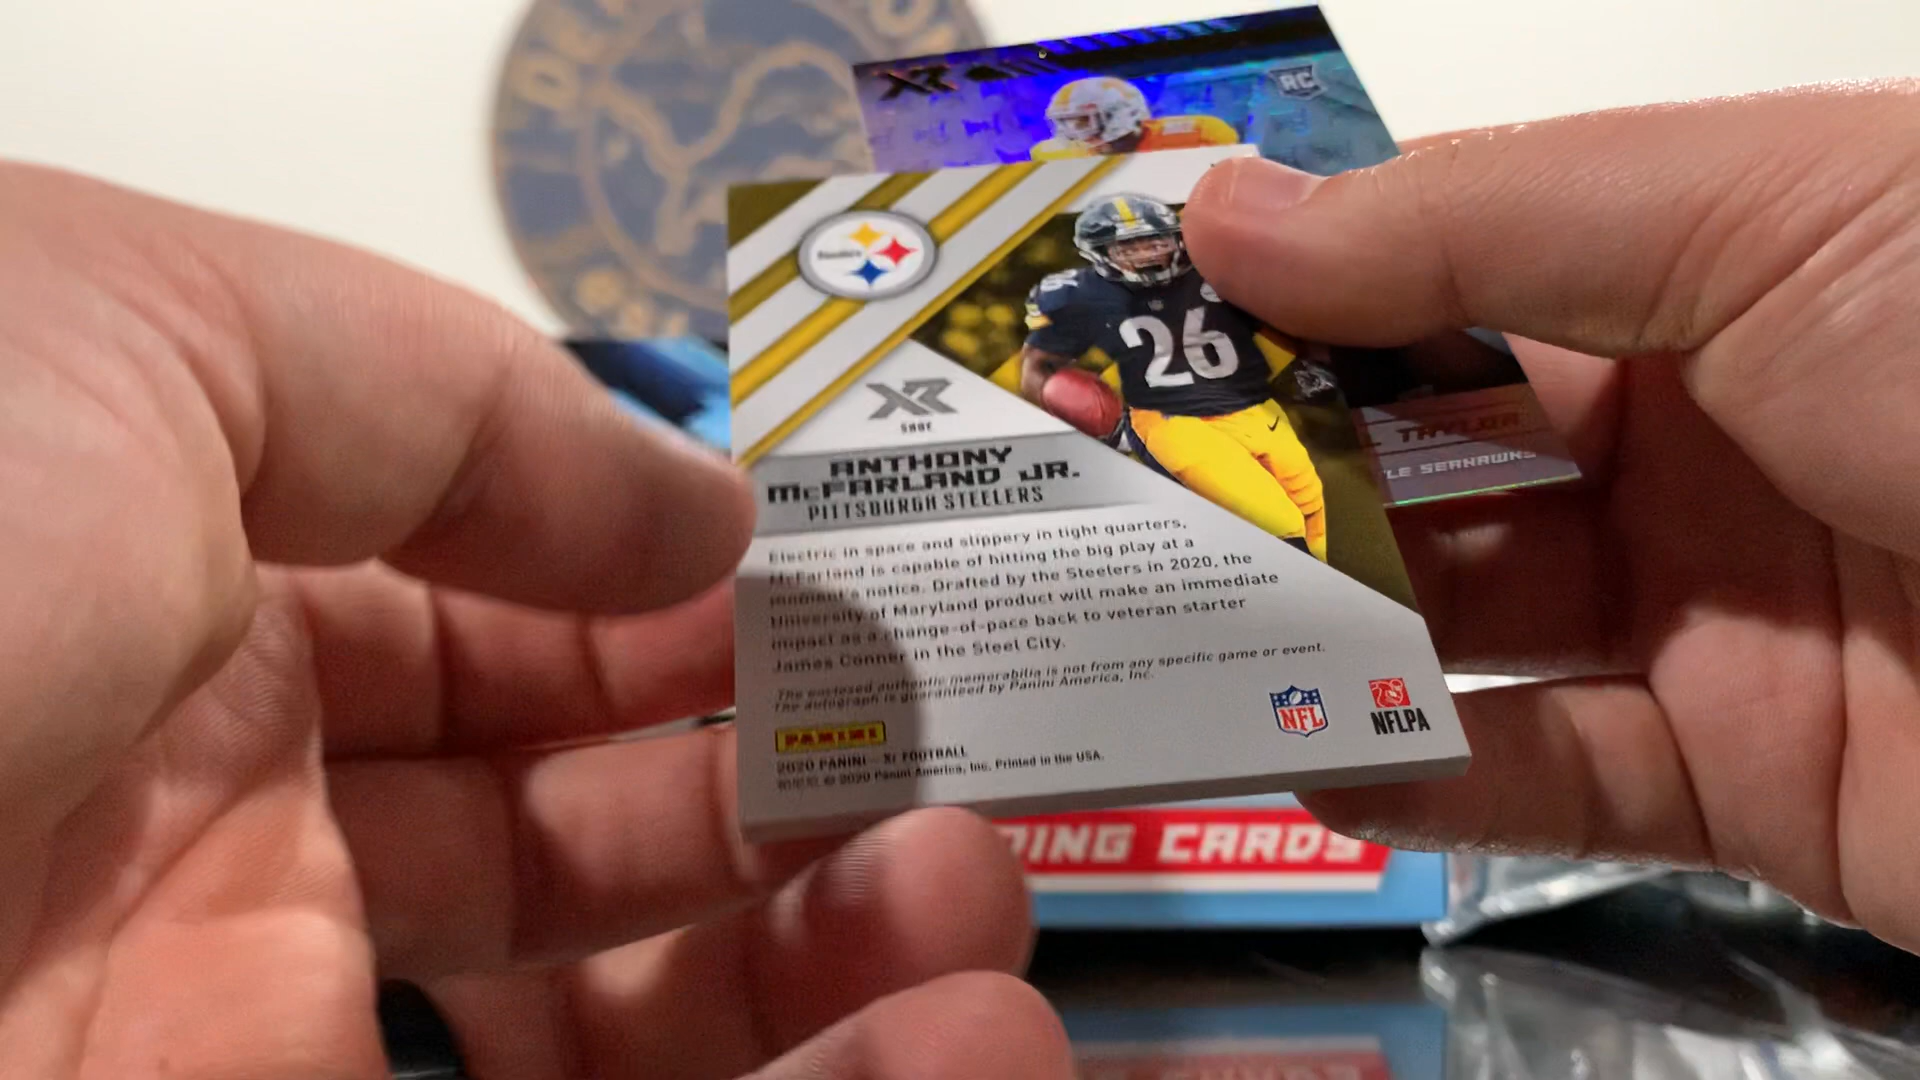 XR
RC
Steelers
26
26
XR
ANTHONY
McFARLAND JR.
PITTSBURGH STEELERS
TAYLOR
SEAHAWKS
Electric in space and slippery in tight quarters,
McFarland is capable of hitting the big play at a
moment's notice. Drafted by the Steelers in 2020, the
University of Maryland product will make an immediate
impact as a change-of-pace back to veteran starter
James Conner in the Steel City.
The enclosed authentic memorabilia is not from any specific game or event.
The autograph is guaranteed by Panini America, Inc.
PANINI
NFL
NFLPA
2020 PANINI – XR FOOTBALL
© 2020 Panini America, Inc. Printed in the USA.
CARDS